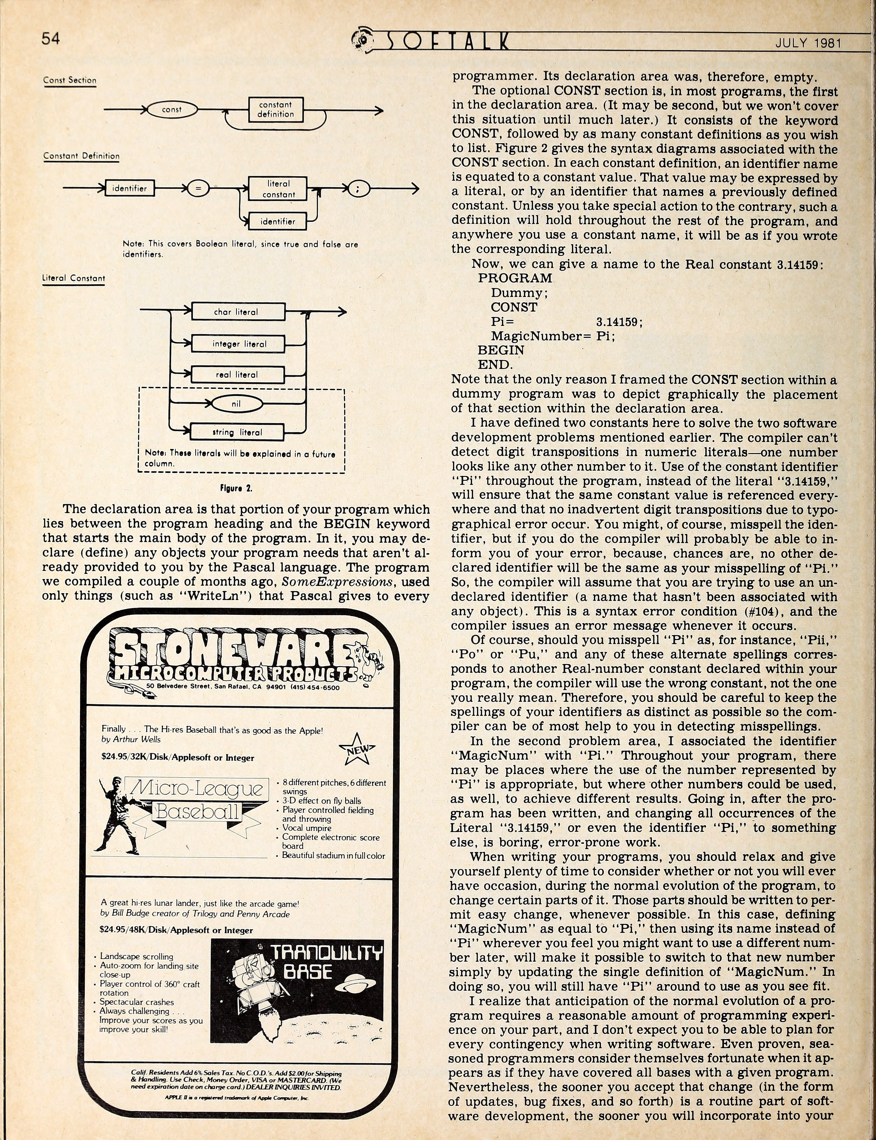 54
SOFTALK
JULY 1981
Const Section
const
constant
definition
Constant Definition
identifier
=
literal
constant
identifier
;
Note: This covers Boolean literal, since true and false are
identifiers.
Literal Constant
char literal
integer literal
real literal
nil
string literal
Note: These literals will be explained in a future
column.
Figure 2.
The declaration area is that portion of your program which
lies between the program heading and the BEGIN keyword
that starts the main body of the program. In it, you may de-
clare (define) any objects your program needs that aren't al-
ready provided to you by the Pascal language. The program
we compiled a couple of months ago, SomeExpressions, used
only things (such as "WriteLn") that Pascal gives to every
STONEWARE
MICROCOMPUTER PRODUCTS
50 Belvedere Street, San Rafael, CA 94901 (415) 454-6500
Finally . . . The Hi-res Baseball that's as good as the Apple!
by Arthur Wells
$24.95/32K/Disk/Applesoft or Integer
NEW
Micro-League
Baseball
• 8 different pitches, 6 different
swings
• 3-D effect on fly balls
• Player controlled fielding
and throwing
• Vocal umpire
• Complete electronic score
board
• Beautiful stadium in full color
A great hi-res lunar lander, just like the arcade game!
by Bill Budge creator of Trilogy and Penny Arcade
$24.95/48K/Disk/Applesoft or Integer
• Landscape scrolling
• Auto-zoom for landing site
close-up
• Player control of 360° craft
rotation
• Spectacular crashes
• Always challenging . . .
Improve your scores as you
improve your skill!
TRANQUILITY
BASE
Calif. Residents Add 6% Sales Tax. No C.O.D.'s. Add $2.00 for Shipping
& Handling. Use Check, Money Order, VISA or MASTERCARD. (We
need expiration date on charge card.) DEALER INQUIRIES INVITED.
APPLE II is a registered trademark of Apple Computer, Inc.
programmer. Its declaration area was, therefore, empty.
The optional CONST section is, in most programs, the first
in the declaration area. (It may be second, but we won't cover
this situation until much later.) It consists of the keyword
CONST, followed by as many constant definitions as you wish
to list. Figure 2 gives the syntax diagrams associated with the
CONST section. In each constant definition, an identifier name
is equated to a constant value. That value may be expressed by
a literal, or by an identifier that names a previously defined
constant. Unless you take special action to the contrary, such a
definition will hold throughout the rest of the program, and
anywhere you use a constant name, it will be as if you wrote
the corresponding literal.
Now, we can give a name to the Real constant 3.14159:
PROGRAM
Dummy;
CONST
Pi= 3.14159;
MagicNumber= Pi;
BEGIN
END.
Note that the only reason I framed the CONST section within a
dummy program was to depict graphically the placement
of that section within the declaration area.
I have defined two constants here to solve the two software
development problems mentioned earlier. The compiler can't
detect digit transpositions in numeric literals—one number
looks like any other number to it. Use of the constant identifier
"Pi" throughout the program, instead of the literal "3.14159,"
will ensure that the same constant value is referenced every-
where and that no inadvertent digit transpositions due to typo-
graphical error occur. You might, of course, misspell the iden-
tifier, but if you do the compiler will probably be able to in-
form you of your error, because, chances are, no other de-
clared identifier will be the same as your misspelling of "Pi."
So, the compiler will assume that you are trying to use an un-
declared identifier (a name that hasn't been associated with
any object). This is a syntax error condition (#104), and the
compiler issues an error message whenever it occurs.
Of course, should you misspell "Pi" as, for instance, "Pii,"
"Po" or "Pu," and any of these alternate spellings corres-
ponds to another Real-number constant declared within your
program, the compiler will use the wrong constant, not the one
you really mean. Therefore, you should be careful to keep the
spellings of your identifiers as distinct as possible so the com-
piler can be of most help to you in detecting misspellings.
In the second problem area, I associated the identifier
"MagicNum" with "Pi." Throughout your program, there
may be places where the use of the number represented by
"Pi" is appropriate, but where other numbers could be used,
as well, to achieve different results. Going in, after the pro-
gram has been written, and changing all occurrences of the
Literal "3.14159," or even the identifier "Pi," to something
else, is boring, error-prone work.
When writing your programs, you should relax and give
yourself plenty of time to consider whether or not you will ever
have occasion, during the normal evolution of the program, to
change certain parts of it. Those parts should be written to per-
mit easy change, whenever possible. In this case, defining
"MagicNum" as equal to "Pi," then using its name instead of
"Pi" wherever you feel you might want to use a different num-
ber later, will make it possible to switch to that new number
simply by updating the single definition of "MagicNum." In
doing so, you will still have "Pi" around to use as you see fit.
I realize that anticipation of the normal evolution of a pro-
gram requires a reasonable amount of programming experi-
ence on your part, and I don't expect you to be able to plan for
every contingency when writing software. Even proven, sea-
soned programmers consider themselves fortunate when it ap-
pears as if they have covered all bases with a given program.
Nevertheless, the sooner you accept that change (in the form
of updates, bug fixes, and so forth) is a routine part of soft-
ware development, the sooner you will incorporate into your